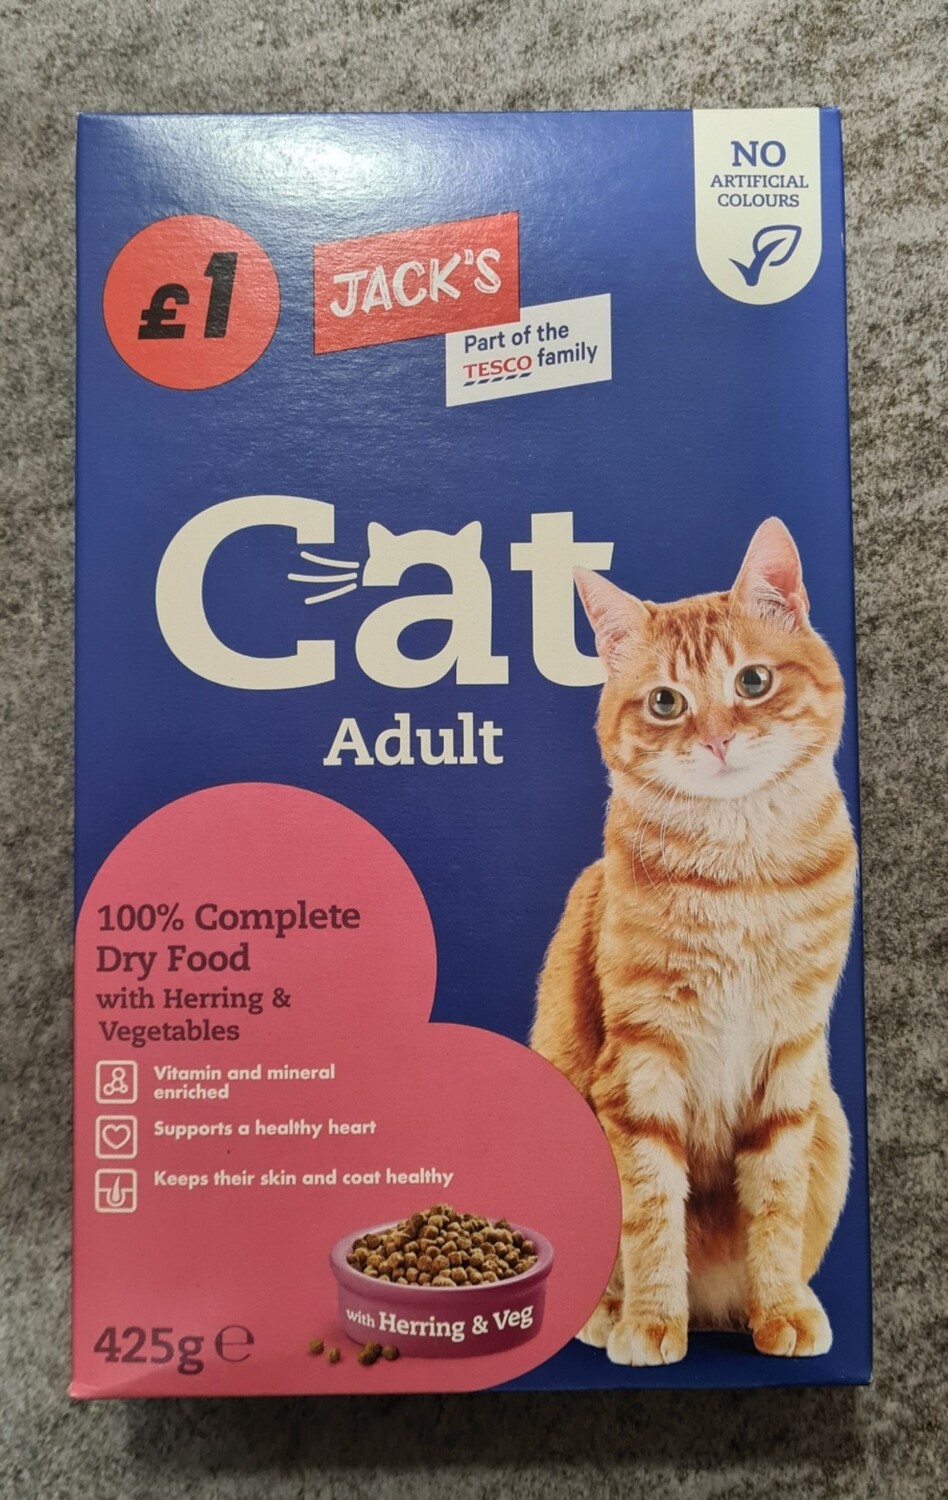 NO
ARTIFICIAL
COLOURS
£1
JACK'S
Part of the
TESCO family
Cat
Adult
100% Complete
Dry Food
with Herring &
Vegetables
Vitamin and mineral
enriched
Supports a healthy heart
Keeps their skin and coat healthy
with Herring & Veg
425g ℮